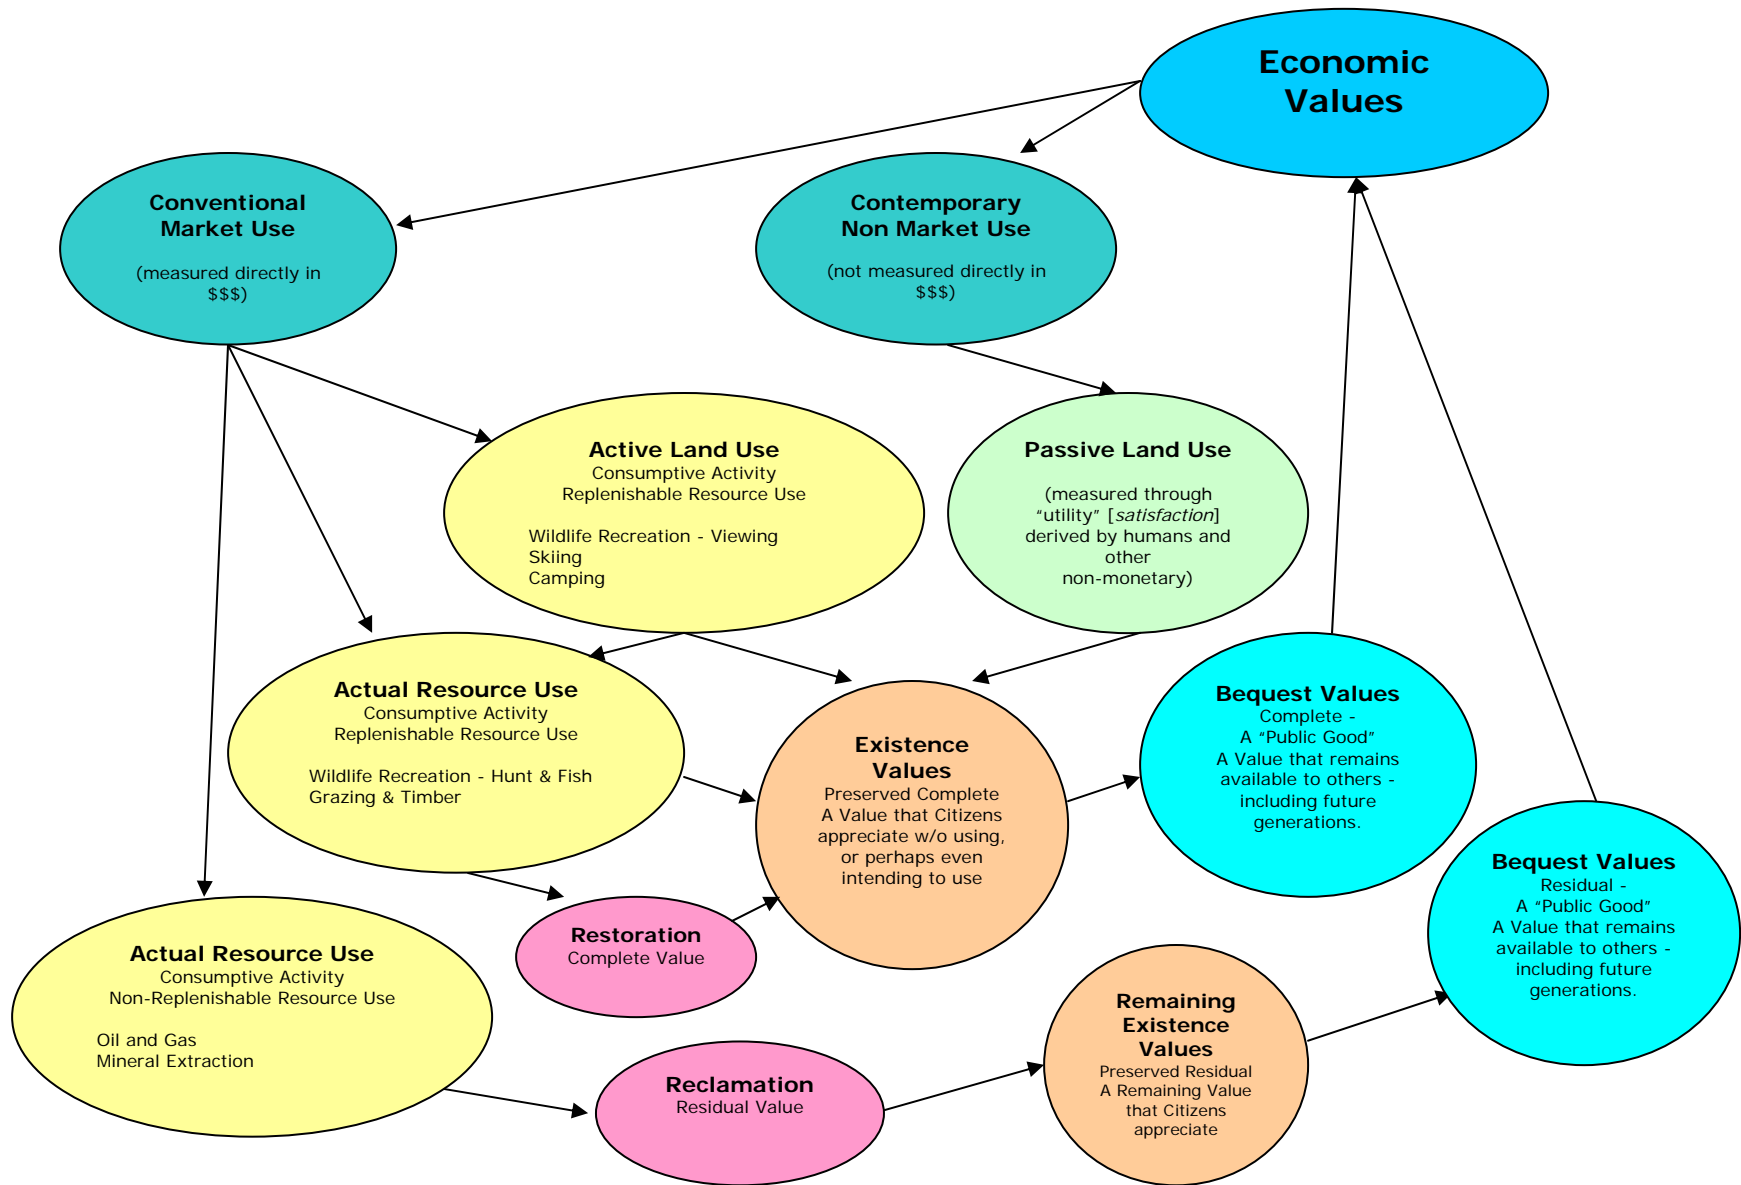 Economic
Values
Conventional
Market Use
(measured directly in
$$$)
Contemporary
Non Market Use
(not measured directly in
$$$)
Active Land Use
Consumptive Activity
Replenishable Resource Use
Wildlife Recreation - Viewing
Skiing
Camping
Passive Land Use
(measured through
“utility” [satisfaction]
derived by humans and
other
non-monetary)
Actual Resource Use
Consumptive Activity
Replenishable Resource Use
Wildlife Recreation - Hunt & Fish
Grazing & Timber
Existence
Values
Preserved Complete
A Value that Citizens
appreciate w/o using,
or perhaps even
intending to use
Bequest Values
Complete -
A “Public Good”
A Value that remains
available to others -
including future
generations.
Bequest Values
Residual -
A “Public Good”
A Value that remains
available to others -
including future
generations.
Restoration
Complete Value
Actual Resource Use
Consumptive Activity
Non-Replenishable Resource Use
Oil and Gas
Mineral Extraction
Remaining
Existence
Values
Preserved Residual
A Remaining Value
that Citizens
appreciate
Reclamation
Residual Value